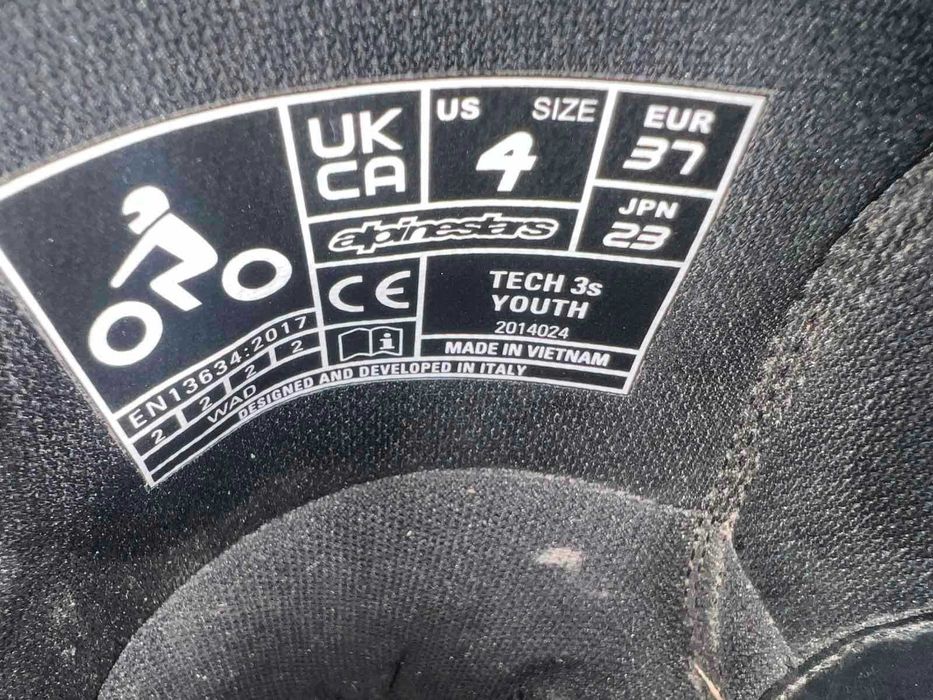 UK
CA
US SIZE
4
EUR
37
JPN
23
alpinestars
CE
TECH 3s
YOUTH
2014024
MADE IN VIETNAM
EN13634:2017
2 2 2 2
WAD
DESIGNED AND DEVELOPED IN ITALY